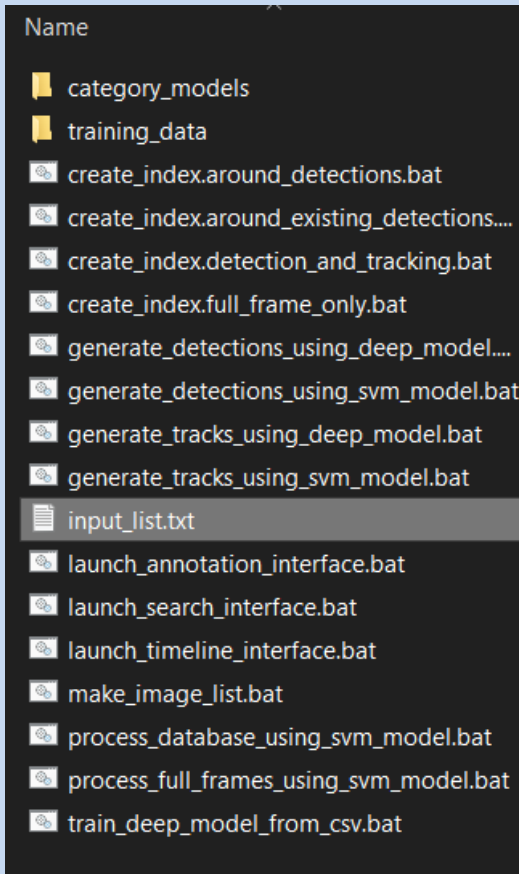 Name
category_models
training_data
create_index.around_detections.bat
create_index.around_existing_detections....
create_index.detection_and_tracking.bat
create_index.full_frame_only.bat
generate_detections_using_deep_model....
generate_detections_using_svm_model.bat
generate_tracks_using_deep_model.bat
generate_tracks_using_svm_model.bat
input_list.txt
launch_annotation_interface.bat
launch_search_interface.bat
launch_timeline_interface.bat
make_image_list.bat
process_database_using_svm_model.bat
process_full_frames_using_svm_model.bat
train_deep_model_from_csv.bat